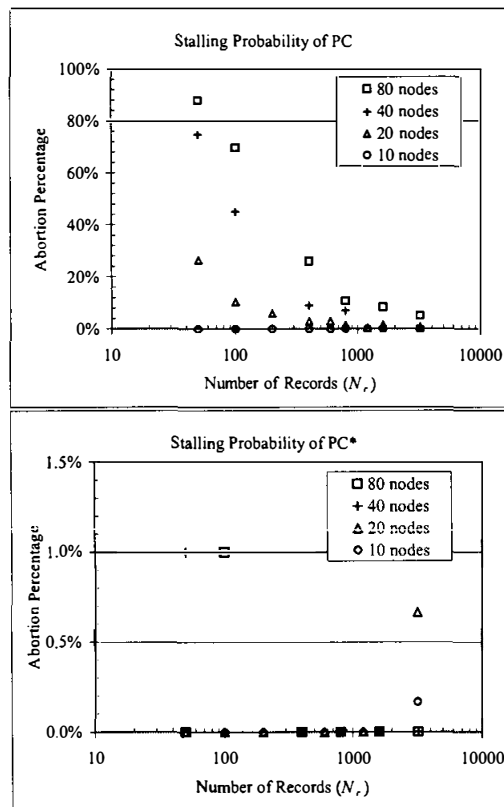 Stalling Probability of PC
100%
80%
60%
40%
20%
0%
Abortion Percentage
80 nodes
40 nodes
20 nodes
10 nodes
10 100 1000 10000
Number of Records (Nr)
Stalling Probability of PC*
1.5%
1.0%
0.5%
0.0%
Abortion Percentage
80 nodes
40 nodes
20 nodes
10 nodes
10 100 1000 10000
Number of Records (Nr)